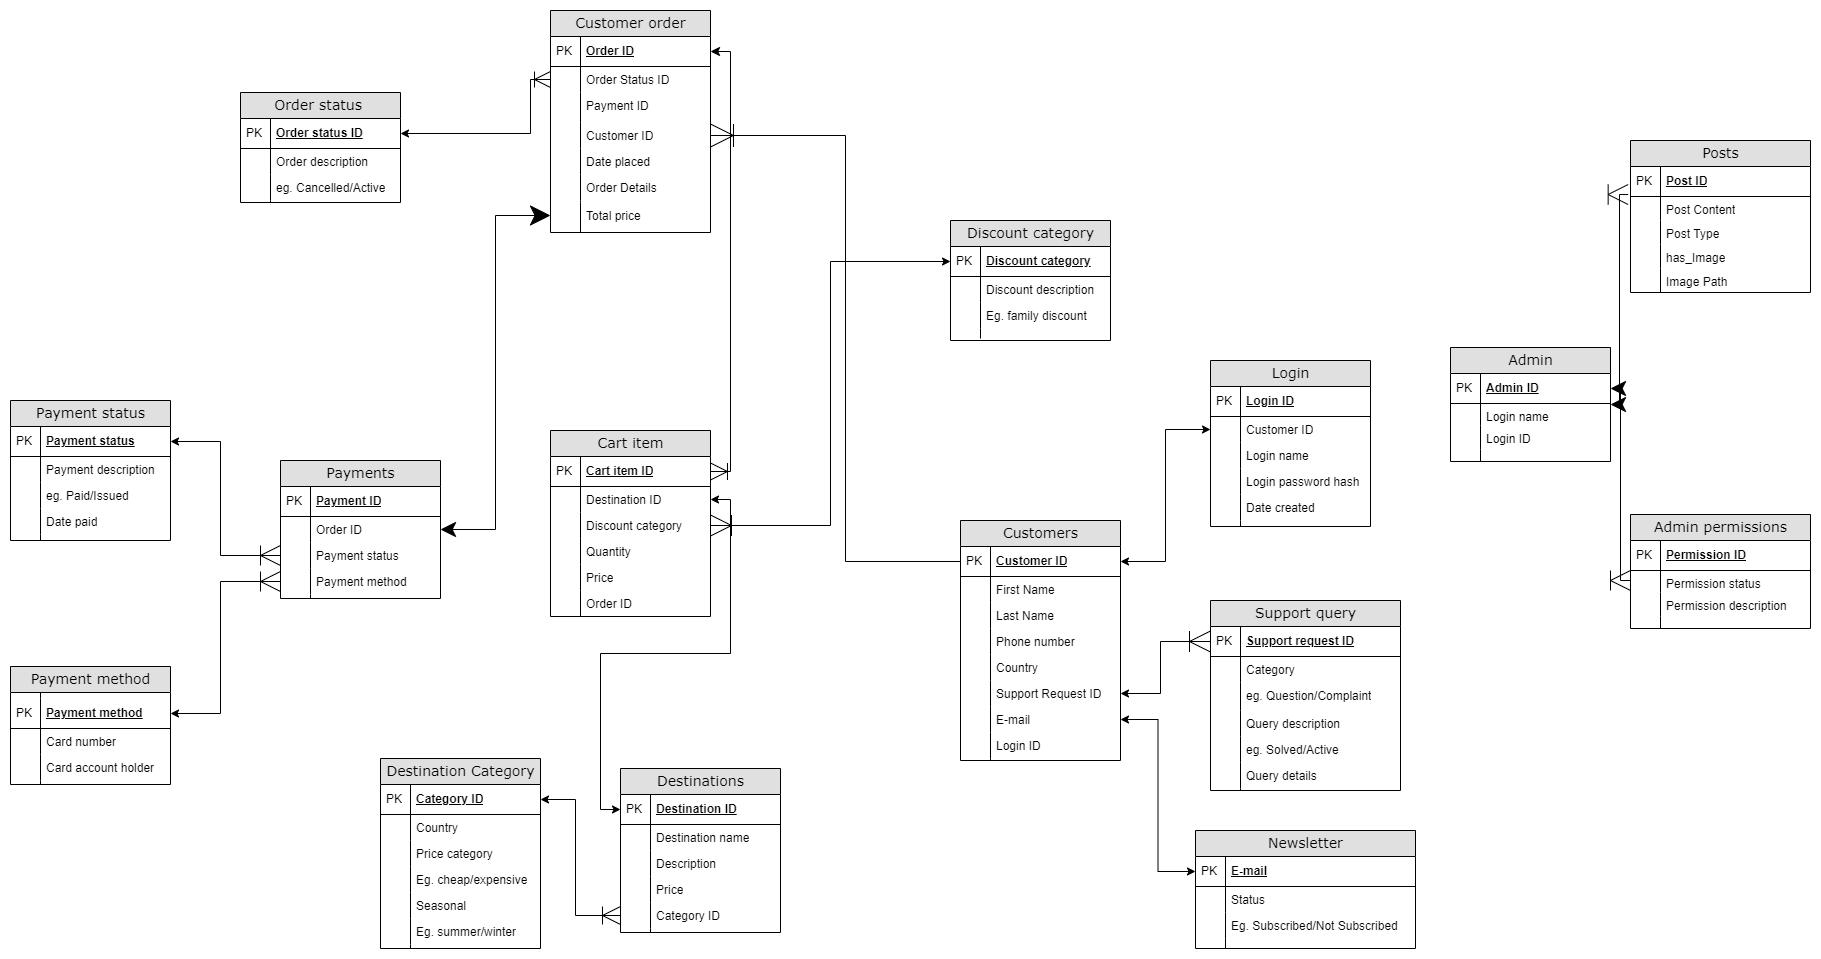 Customer order
PK Order ID
Order Status ID
Payment ID
Customer ID
Date placed
Order Details
Total price
Order status
PK Order status ID
Order description
eg. Cancelled/Active
Posts
PK Post ID
Post Content
Post Type
has_Image
Image Path
Discount category
PK Discount category
Discount description
Eg. family discount
Admin
PK Admin ID
Login name
Login ID
Login
PK Login ID
Customer ID
Login name
Login password hash
Date created
Payment status
PK Payment status
Payment description
eg. Paid/Issued
Date paid
Payments
PK Payment ID
Order ID
Payment status
Payment method
Cart item
PK Cart item ID
Destination ID
Discount category
Quantity
Price
Order ID
Customers
PK Customer ID
First Name
Last Name
Phone number
Country
Support Request ID
E-mail
Login ID
Admin permissions
PK Permission ID
Permission status
Permission description
Support query
PK Support request ID
Category
eg. Question/Complaint
Query description
eg. Solved/Active
Query details
Payment method
PK Payment method
Card number
Card account holder
Destination Category
PK Category ID
Country
Price category
Eg. cheap/expensive
Seasonal
Eg. summer/winter
Destinations
PK Destination ID
Destination name
Description
Price
Category ID
Newsletter
PK E-mail
Status
Eg. Subscribed/Not Subscribed